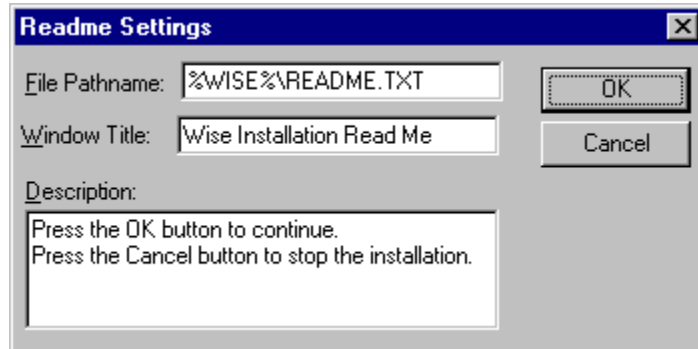 Readme Settings
File Pathname: %WISE%\README.TXT
OK
Window Title: Wise Installation Read Me
Cancel
Description:
Press the OK button to continue.
Press the Cancel button to stop the installation.